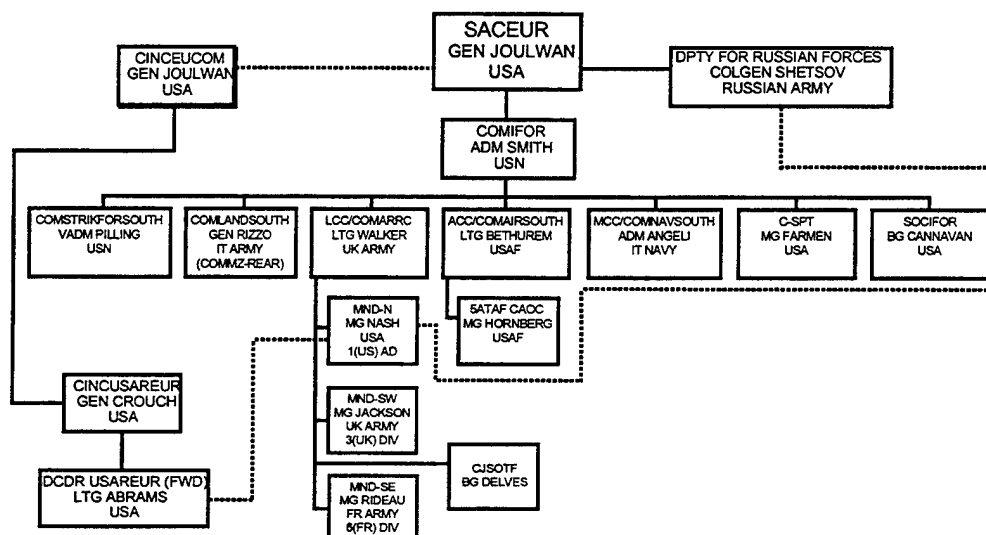 SACEUR
GEN JOULWAN
USA
CINCEUCOM
GEN JOULWAN
USA
DPTY FOR RUSSIAN FORCES
COLGEN SHETSOV
RUSSIAN ARMY
COMIFOR
ADM SMITH
USN
COMSTRIKFORSOUTH
VADM PILLING
USN
COMLANDSOUTH
GEN RIZZO
IT ARMY
(COMMZ-REAR)
LCC/COMARRC
LTG WALKER
UK ARMY
ACC/COMAIRSOUTH
LTG BETHUREM
USAF
MCC/COMNAVSOUTH
ADM ANGELI
IT NAVY
C-SPT
MG FARMEN
USA
SOCIFOR
BG CANNAVAN
USA
MND-N
MG NASH
USA
1(US) AD
5ATAF CAOC
MG HORNBERG
USAF
CINCUSAREUR
GEN CROUCH
USA
MND-SW
MG JACKSON
UK ARMY
3(UK) DIV
DCDR USAREUR (FWD)
LTG ABRAMS
USA
CJSOTF
BG DELVES
MND-SE
MG RIDEAU
FR ARMY
6(FR) DIV